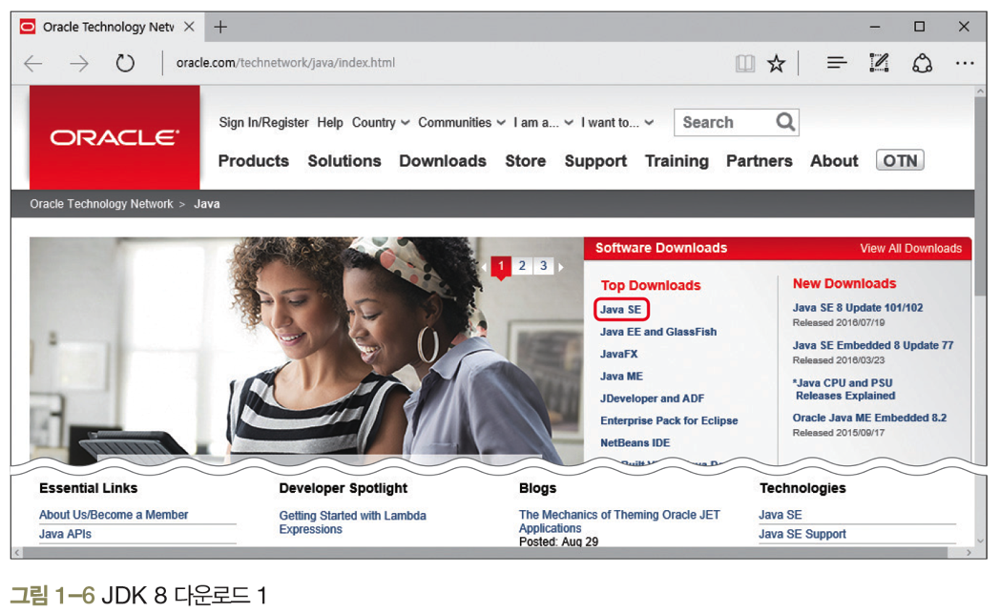 Oracle Technology Netv
oracle.com/technetwork/java/index.html
ORACLE
Sign In/Register Help Country Communities I am a... I want to... Search
Products Solutions Downloads Store Support Training Partners About OTN
Oracle Technology Network > Java
1 2 3
Software Downloads View All Downloads
Top Downloads
Java SE
Java EE and GlassFish
JavaFX
Java ME
JDeveloper and ADF
Enterprise Pack for Eclipse
NetBeans IDE
New Downloads
Java SE 8 Update 101/102
Released 2016/07/19
Java SE Embedded 8 Update 77
Released 2016/03/23
*Java CPU and PSU
Releases Explained
Oracle Java ME Embedded 8.2
Released 2015/09/17
Essential Links
About Us/Become a Member
Java APIs
Developer Spotlight
Getting Started with Lambda
Expressions
Blogs
The Mechanics of Theming Oracle JET
Applications
Posted: Aug 29
Technologies
Java SE
Java SE Support
그림 1-6 JDK 8 다운로드 1